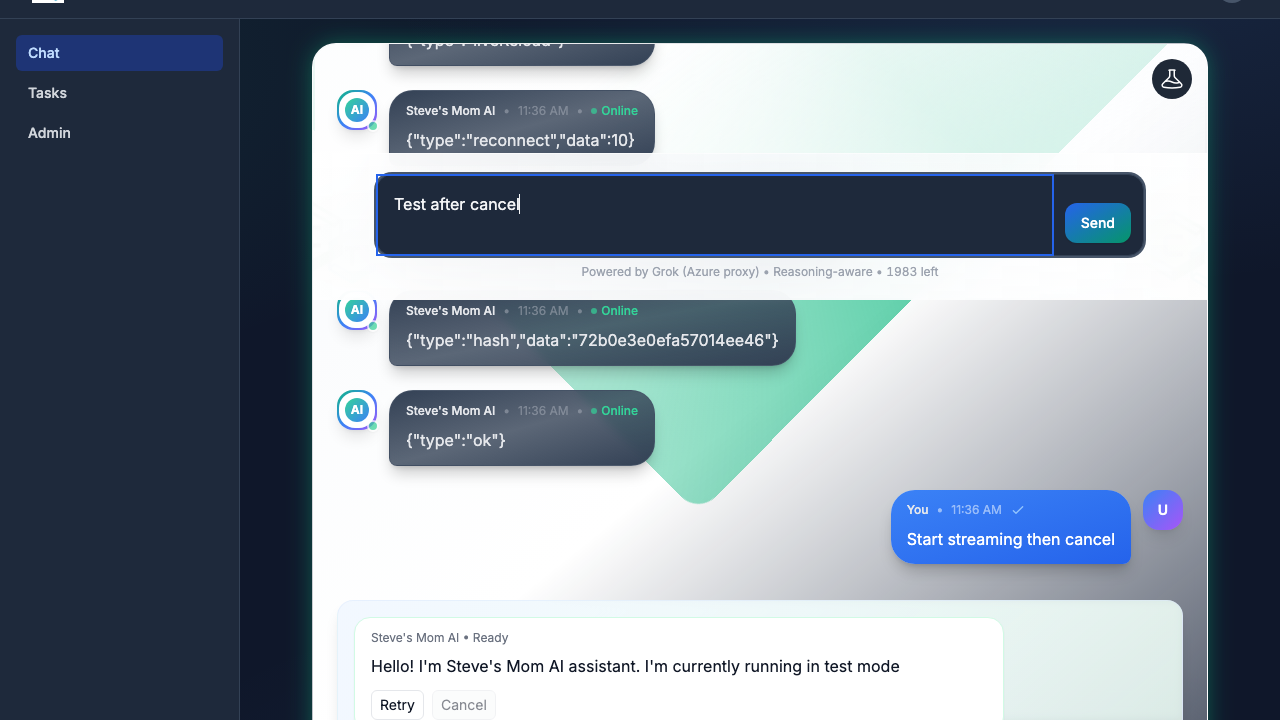 Chat
Tasks
Admin
Steve's Mom AI • 11:36 AM • Online
AI
{"type":"reconnect","data":10}
Test after cancel
Send
Powered by Grok (Azure proxy) • Reasoning-aware • 1983 left
AI
Steve's Mom AI • 11:36 AM • Online
{"type":"hash","data":"72b0e3e0efa57014ee46"}
AI
Steve's Mom AI • 11:36 AM • Online
{"type":"ok"}
You • 11:36 AM ✓
U
Start streaming then cancel
Steve's Mom AI • Ready
Hello! I'm Steve's Mom AI assistant. I'm currently running in test mode
Retry
Cancel